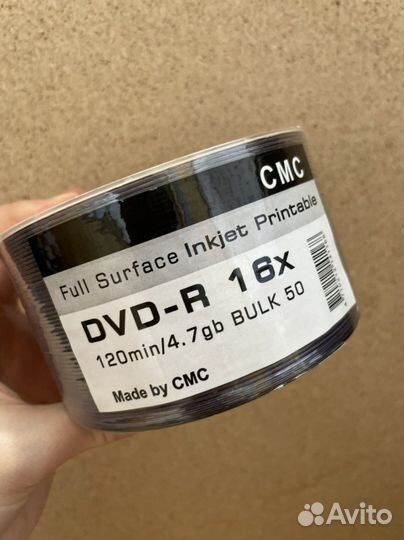 CMC
Full Surface Inkjet Printable
DVD-R 16x
120min/4.7gb BULK 50
Made by CMC
Avito